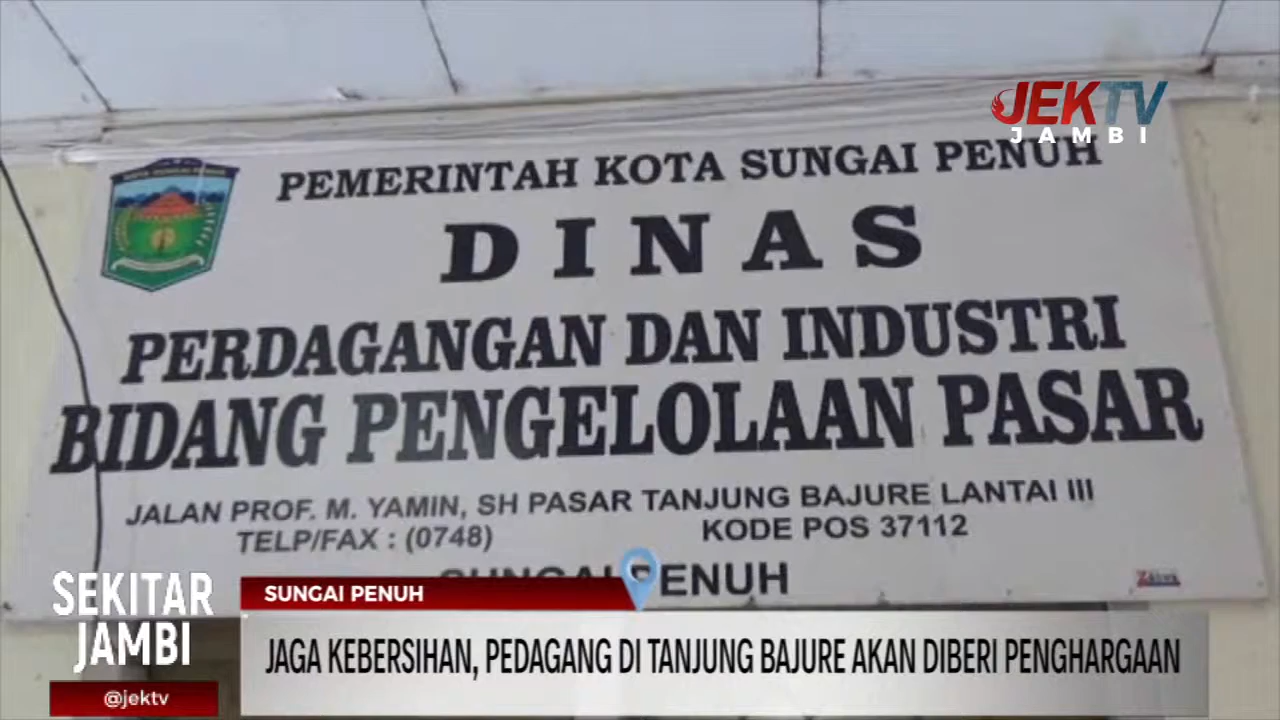 JEKTV
JAMBI
PEMERINTAH KOTA SUNGAI PENUH
DINAS
PERDAGANGAN DAN INDUSTRI
BIDANG PENGELOLAAN PASAR
JALAN PROF. M. YAMIN, SH PASAR TANJUNG BAJURE LANTAI III
TELP/FAX : (0748) KODE POS 37112
SUNGAI PENUH
SEKITAR
JAMBI
@jektv
SUNGAI PENUH
JAGA KEBERSIHAN, PEDAGANG DI TANJUNG BAJURE AKAN DIBERI PENGHARGAAN